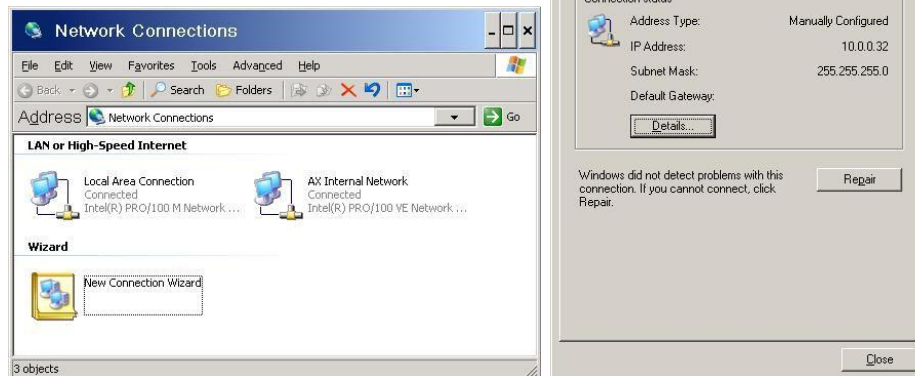 Network Connections
File Edit View Favorites Tools Advanced Help
Back Search Folders
Address Network Connections Go
LAN or High-Speed Internet
Local Area Connection
Connected
Intel(R) PRO/100 M Network ...
AX Internal Network
Connected
Intel(R) PRO/100 VE Network ...
Wizard
New Connection Wizard
3 objects
Connection status
Address Type: Manually Configured
IP Address: 10.0.0.32
Subnet Mask: 255.255.255.0
Default Gateway:
Details...
Windows did not detect problems with this
connection. If you cannot connect, click
Repair.
Repair
Close